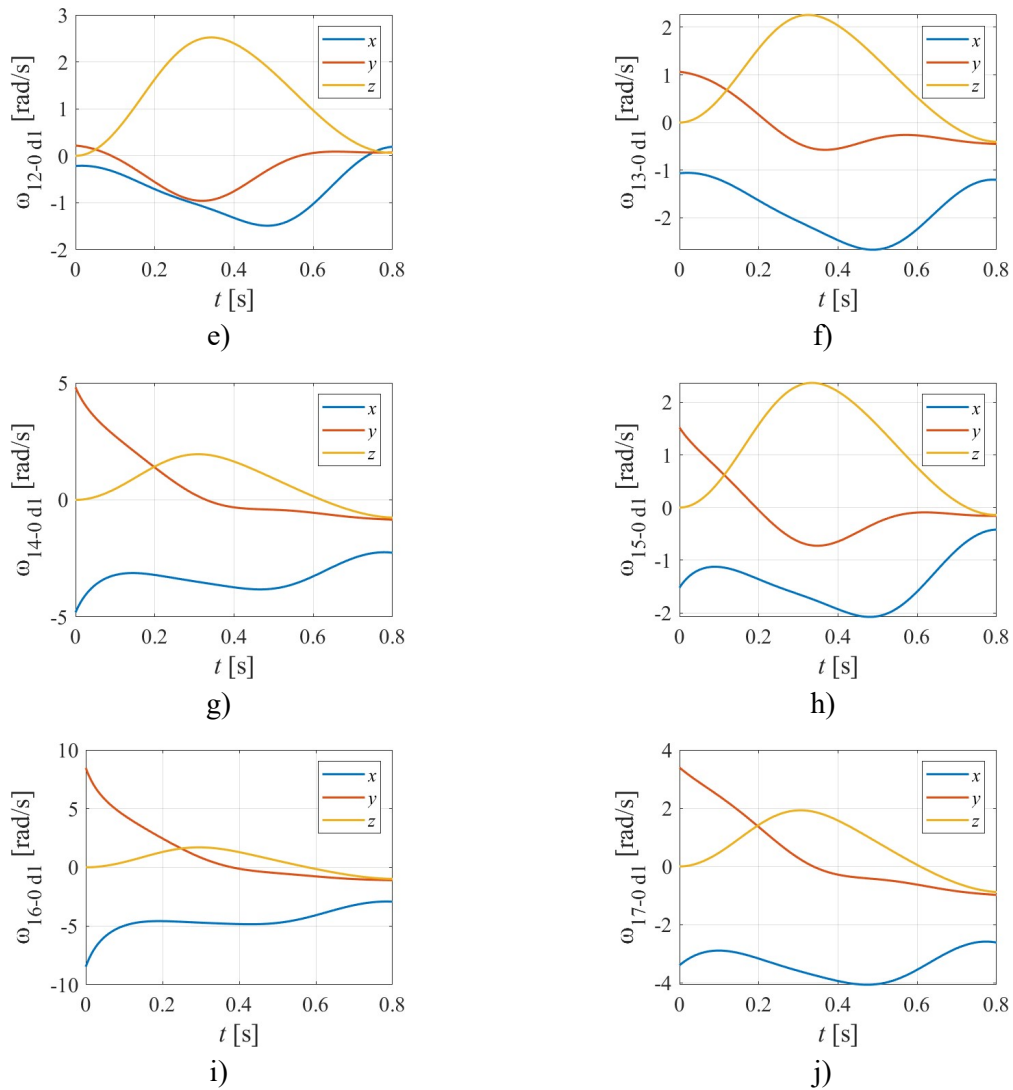 3
2
1
0
-1
-2
ω12-0 d1 [rad/s]
x
y
z
0 0.2 0.4 0.6 0.8
t [s]
e)
2
1
0
-1
-2
ω13-0 d1 [rad/s]
x
y
z
0 0.2 0.4 0.6 0.8
t [s]
f)
5
0
-5
ω14-0 d1 [rad/s]
x
y
z
0 0.2 0.4 0.6 0.8
t [s]
g)
2
1
0
-1
-2
ω15-0 d1 [rad/s]
x
y
z
0 0.2 0.4 0.6 0.8
t [s]
h)
10
5
0
-5
-10
ω16-0 d1 [rad/s]
x
y
z
0 0.2 0.4 0.6 0.8
t [s]
i)
4
2
0
-2
-4
ω17-0 d1 [rad/s]
x
y
z
0 0.2 0.4 0.6 0.8
t [s]
j)